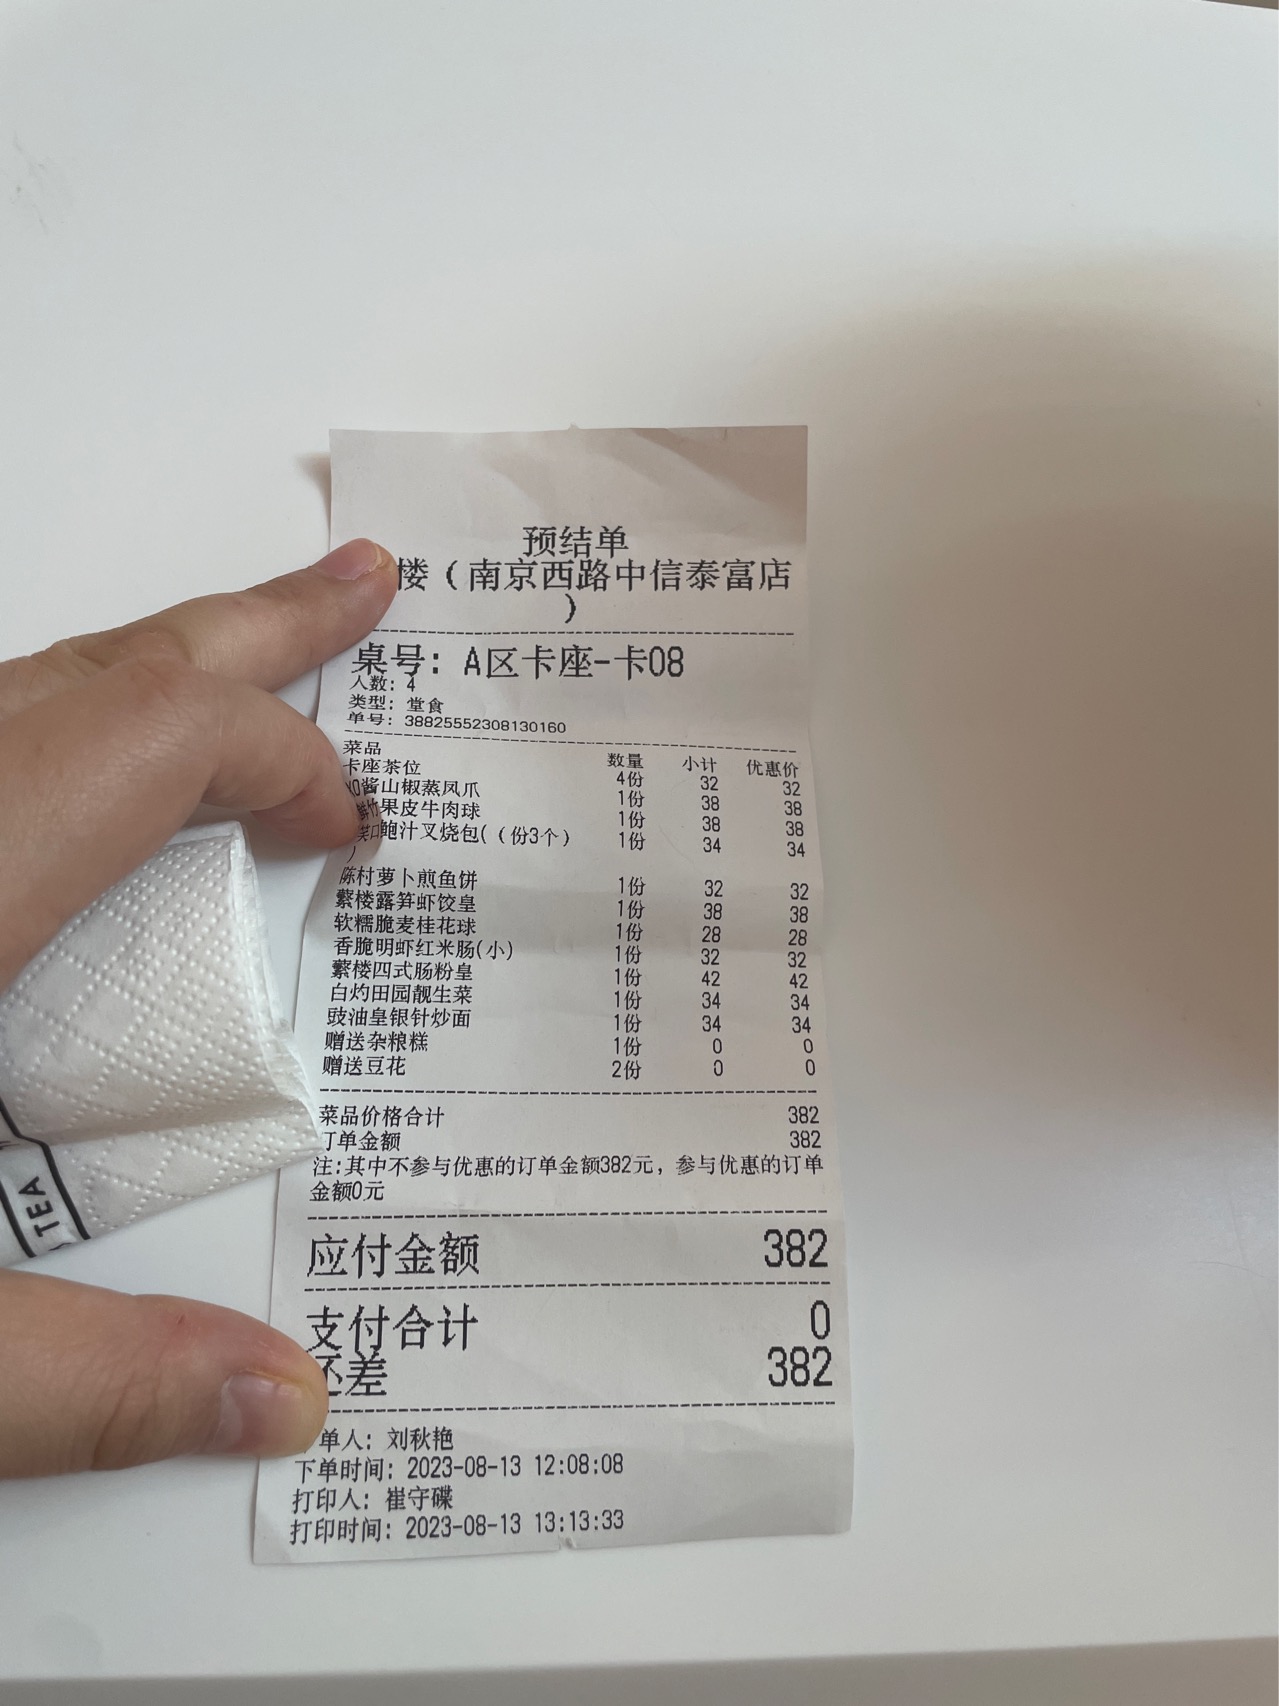 预结单
楼（南京西路中信泰富店
）
桌号: A区卡座-卡08
人数: 4
类型: 堂食
单号: 38825552308130160
菜品 数量 小计 优惠价
卡座茶位 4份 32 32
XO酱山椒蒸凤爪 1份 38 38
鲜竹果皮牛肉球 1份 38 38
笑口鲍汁叉烧包(（份3个） 1份 34 34
)
陈村萝卜煎鱼饼 1份 32 32
蘩楼露笋虾饺皇 1份 38 38
软糯脆麦桂花球 1份 28 28
香脆明虾红米肠(小) 1份 32 32
蘩楼四式肠粉皇 1份 42 42
白灼田园靓生菜 1份 34 34
豉油皇银针炒面 1份 34 34
赠送杂粮糕 1份 0 0
赠送豆花 2份 0 0
菜品价格合计 382
订单金额 382
注:其中不参与优惠的订单金额382元，参与优惠的订单
金额0元
应付金额 382
支付合计 0
还差 382
单人: 刘秋艳
下单时间: 2023-08-13 12:08:08
打印人: 崔守碟
打印时间: 2023-08-13 13:13:33
TEA